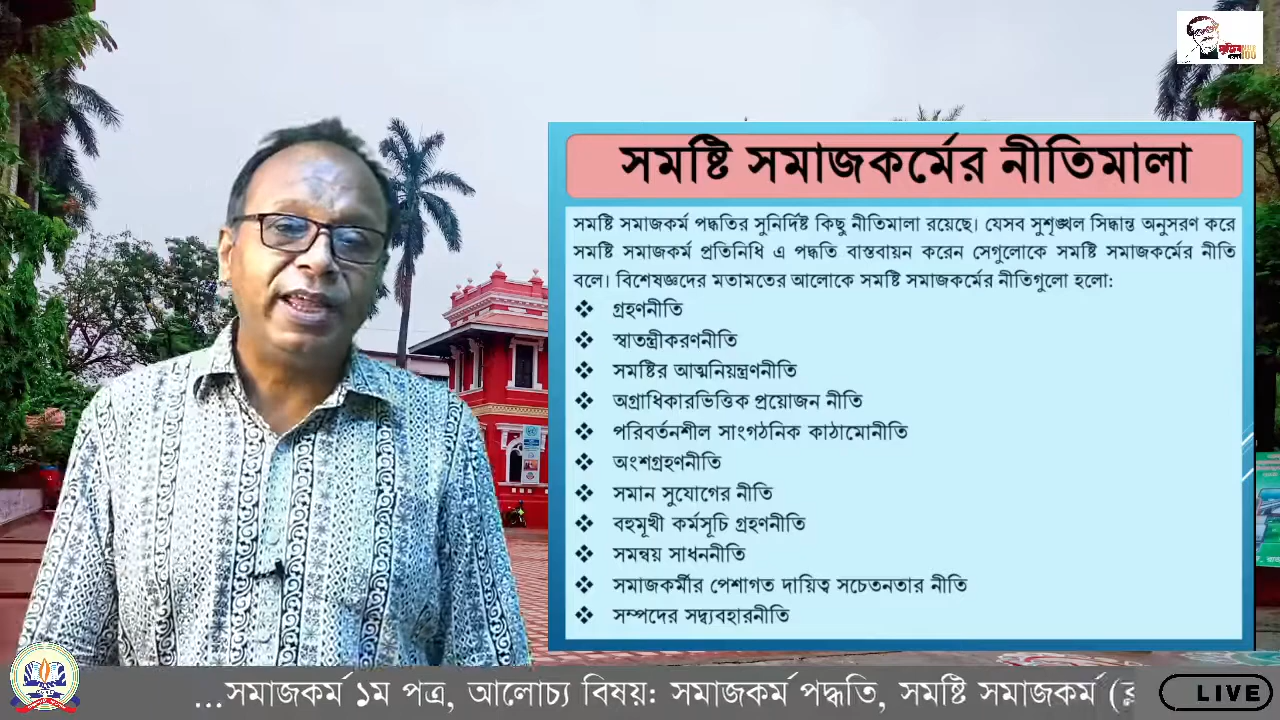 সমষ্টি সমাজকর্মের নীতিমালা
সমষ্টি সমাজকর্ম পদ্ধতির সুনির্দিষ্ট কিছু নীতিমালা রয়েছে। যেসব সুশৃঙ্খল সিদ্ধান্ত অনুসরণ করে
সমষ্টি সমাজকর্ম প্রতিনিধি এ পদ্ধতি বাস্তবায়ন করেন সেগুলোকে সমষ্টি সমাজকর্মের নীতি
বলে। বিশেষজ্ঞদের মতামতের আলোকে সমষ্টি সমাজকর্মের নীতিগুলো হলো:
❖ গ্রহণনীতি
❖ স্বাতন্ত্রীকরণনীতি
❖ সমষ্টির আত্মনিয়ন্ত্রণনীতি
❖ অগ্রাধিকারভিত্তিক প্রয়োজন নীতি
❖ পরিবর্তনশীল সাংগঠনিক কাঠামোনীতি
❖ অংশগ্রহণনীতি
❖ সমান সুযোগের নীতি
❖ বহুমূখী কর্মসূচি গ্রহণনীতি
❖ সমন্বয় সাধননীতি
❖ সমাজকর্মীর পেশাগত দায়িত্ব সচেতনতার নীতি
❖ সম্পদের সদ্ব্যবহারনীতি
...সমাজকর্ম ১ম পত্র, আলোচ্য বিষয়: সমাজকর্ম পদ্ধতি, সমষ্টি সমাজকর্ম (
LIVE